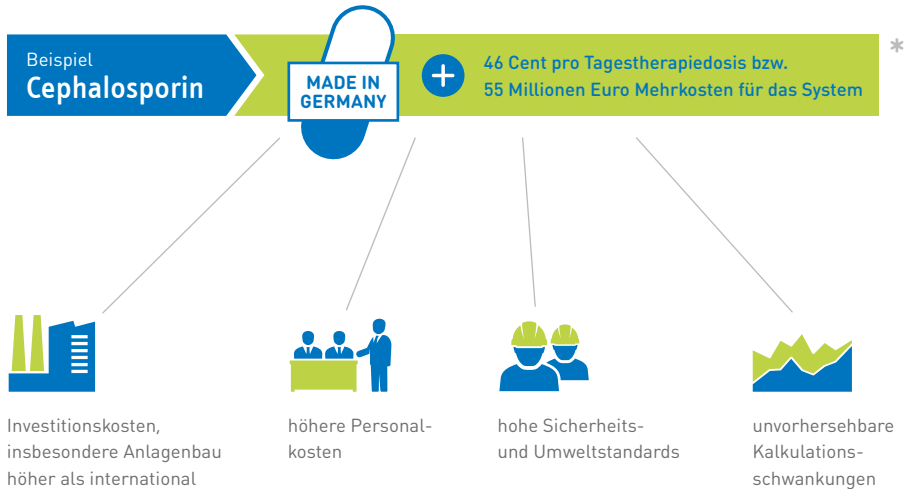 Beispiel
Cephalosporin
MADE IN
GERMANY
46 Cent pro Tagestherapiedosis bzw.
55 Millionen Euro Mehrkosten für das System
*
Investitionskosten,
insbesondere Anlagenbau
höher als international
höhere Personal-
kosten
hohe Sicherheits-
und Umweltstandards
unvorhersehbare
Kalkulations-
schwankungen